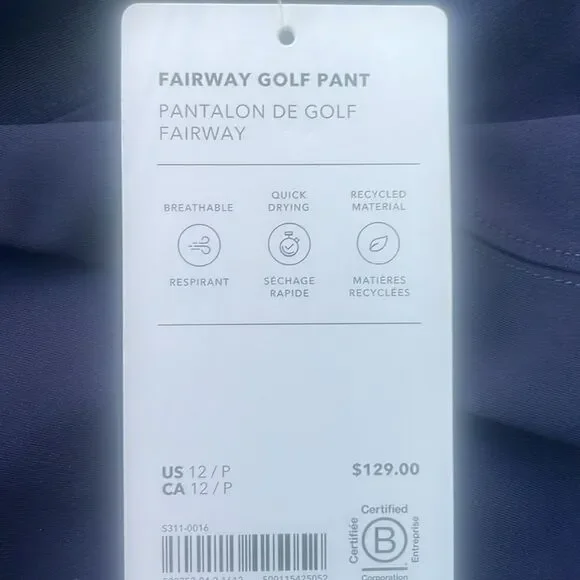 FAIRWAY GOLF PANT
PANTALON DE GOLF
FAIRWAY
BREATHABLE
RESPIRANT
QUICK
DRYING
SÉCHAGE
RAPIDE
RECYCLED
MATERIAL
MATIÈRES
RECYCLÉES
US 12 / P
CA 12 / P
$129.00
S311-0016
Certified
Certifiée
B
Entreprise
Corporation